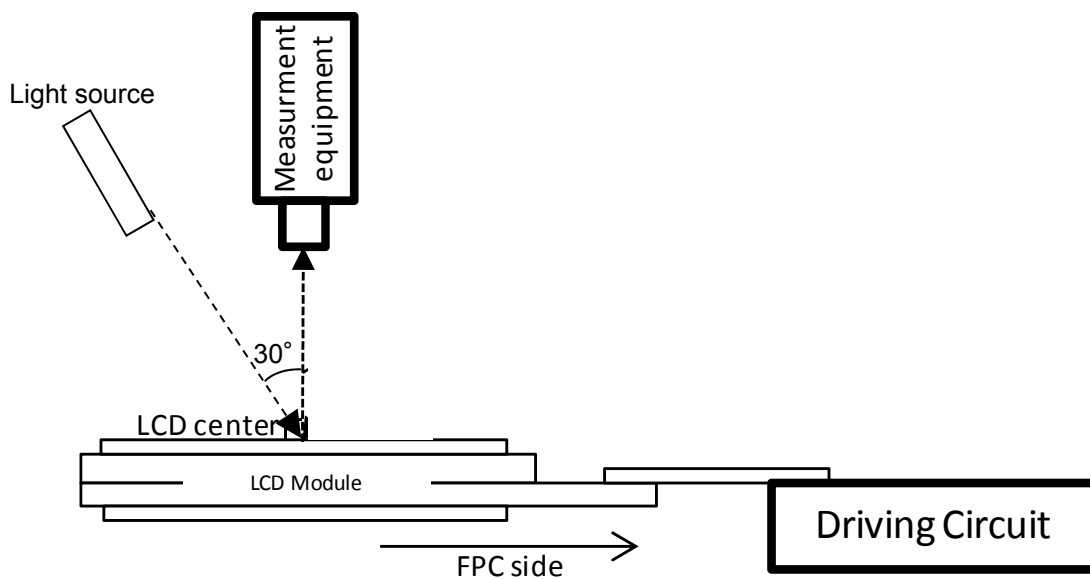 Light source
Measurment
equipment
30°
LCD center
LCD Module
Driving Circuit
FPC side